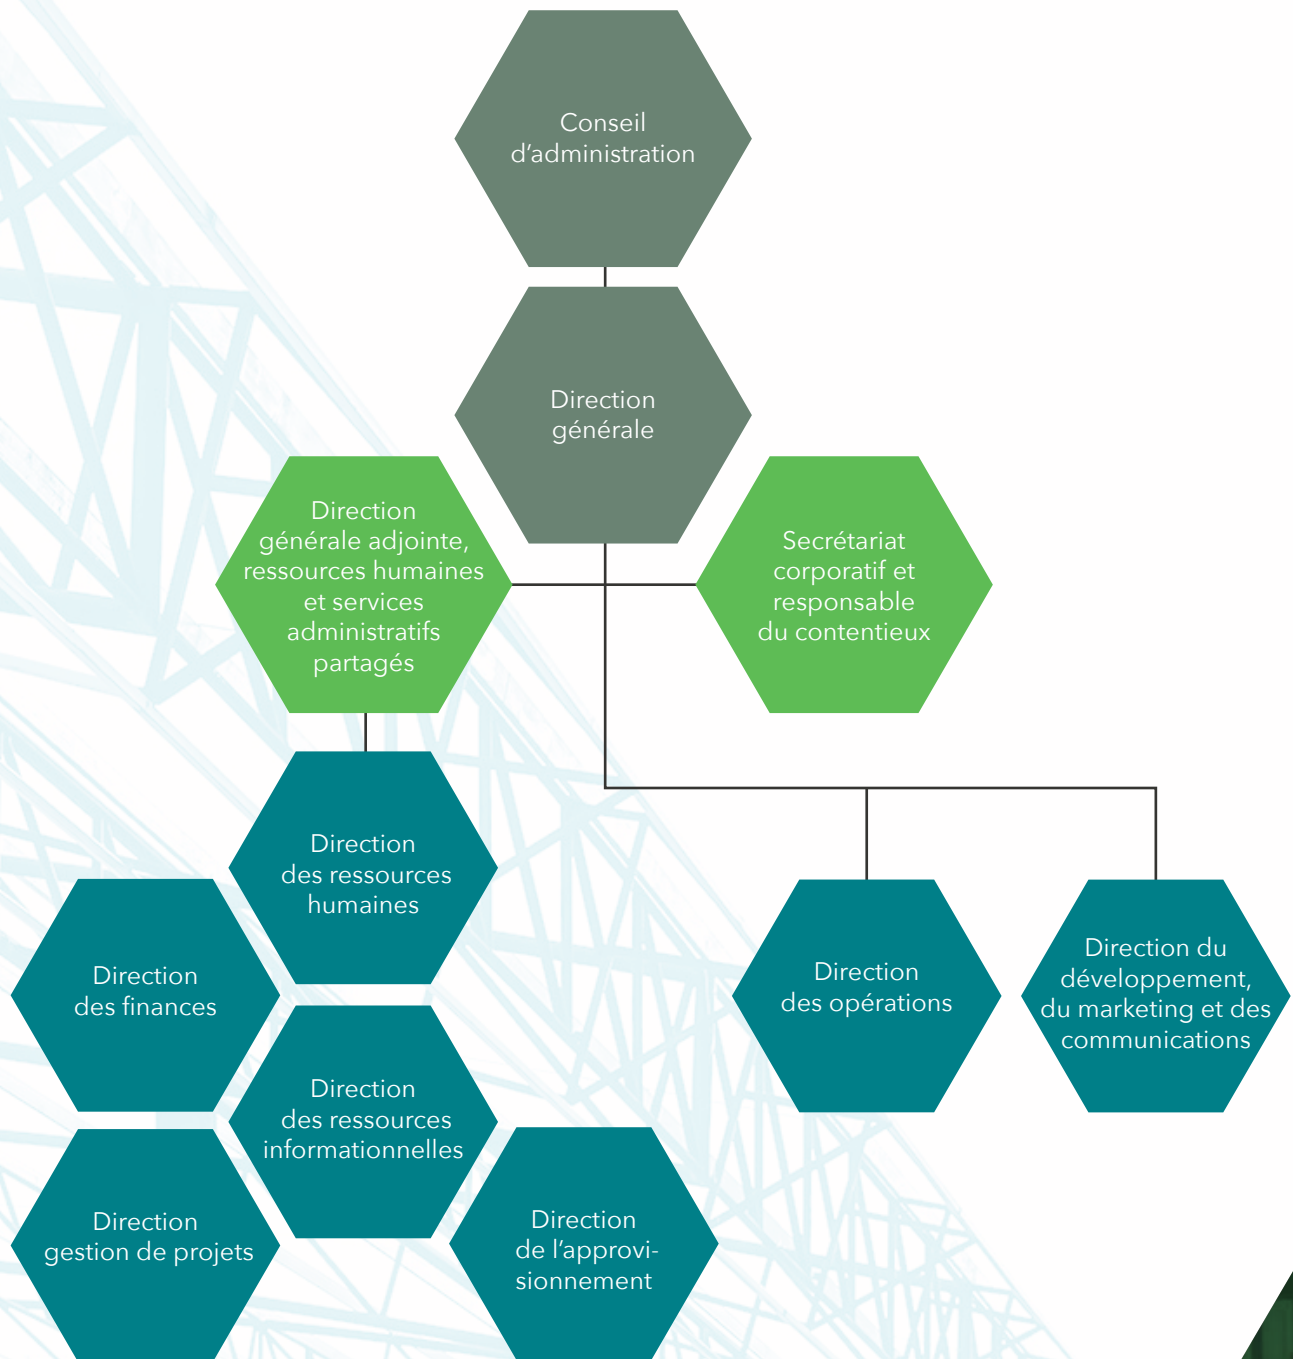 Conseil
d’administration
Direction
générale
Direction
générale adjointe,
ressources humaines
et services
administratifs
partagés
Secrétariat
corporatif et
responsable
du contentieux
Direction
des ressources
humaines
Direction
des finances
Direction
des ressources
informationnelles
Direction
gestion de projets
Direction
de l’approvi-
sionnement
Direction
des opérations
Direction du
développement,
du marketing et des
communications